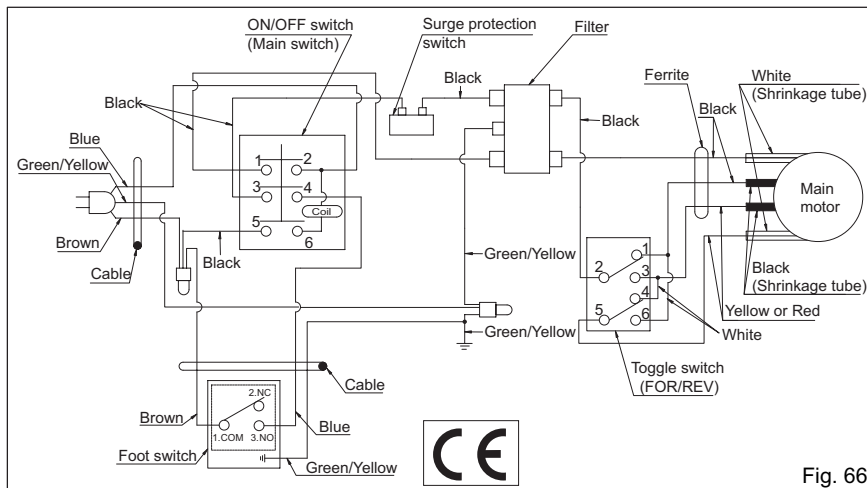 ON/OFF switch
(Main switch)
Surge protection
switch
Filter
Black
Ferrite
White
(Shrinkage tube)
Black
Black
Black
Blue
Green/Yellow
1
2
3
4
Coil
5
6
Main
motor
Brown
Black
Cable
Green/Yellow
1
2
3
4
5
6
Black
(Shrinkage tube)
Yellow or Red
White
Green/Yellow
Toggle switch
(FOR/REV)
Cable
2.NC
Brown
1.COM
3.NO
Blue
Foot switch
Green/Yellow
CE
Fig. 66